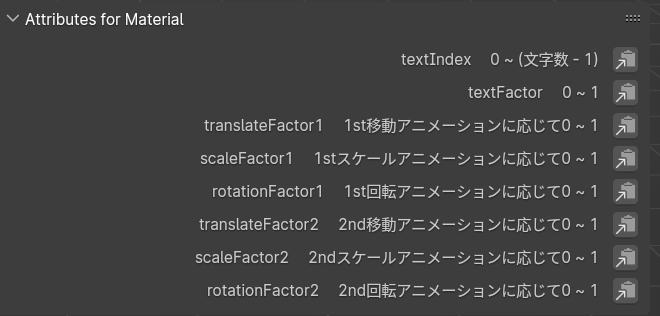 Attributes for Material
textIndex 0 ~ (文字数 - 1)
textFactor 0 ~ 1
translateFactor1 1st移動アニメーションに応じて0 ~ 1
scaleFactor1 1stスケールアニメーションに応じて0 ~ 1
rotationFactor1 1st回転アニメーションに応じて0 ~ 1
translateFactor2 2nd移動アニメーションに応じて0 ~ 1
scaleFactor2 2ndスケールアニメーションに応じて0 ~ 1
rotationFactor2 2nd回転アニメーションに応じて0 ~ 1